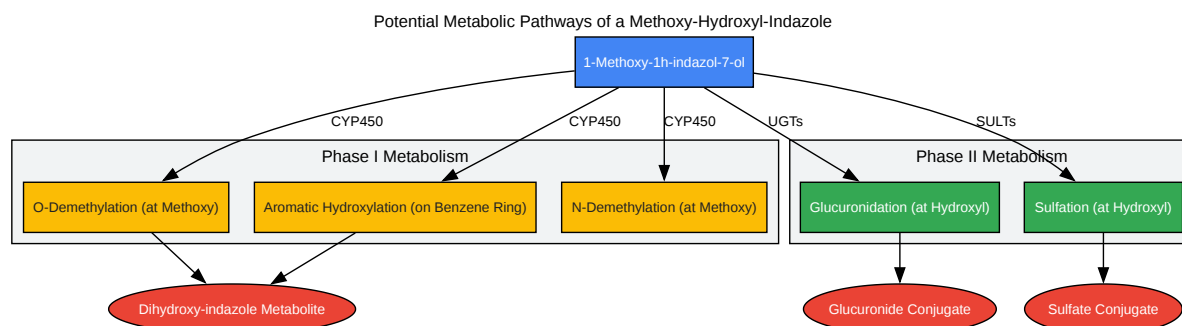 Potential Metabolic Pathways of a Methoxy-Hydroxyl-Indazole
1-Methoxy-1h-indazol-7-ol
CYP450
CYP450
CYP450
UGTs
SULTs
Phase I Metabolism
Phase II Metabolism
O-Demethylation (at Methoxy)
Aromatic Hydroxylation (on Benzene Ring)
N-Demethylation (at Methoxy)
Glucuronidation (at Hydroxyl)
Sulfation (at Hydroxyl)
Dihydroxy-indazole Metabolite
Glucuronide Conjugate
Sulfate Conjugate